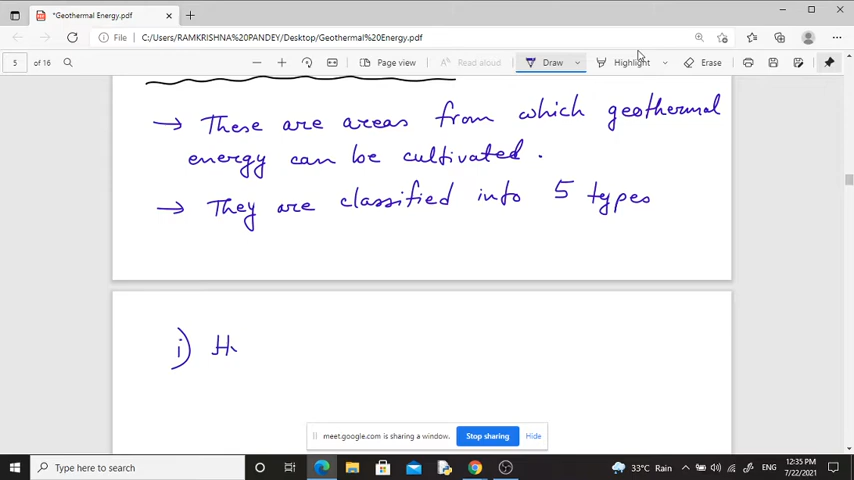 *Geothermal Energy.pdf
File
C:/Users/RAMKRISHNA%20PANDEY/Desktop/Geothermal%20Energy.pdf
5 of 16
Page view
Read aloud
Draw
Highlight
Erase
→ These are areas from which geothermal
energy can be cultivated.
→ They are classified into 5 types
i) Hy
meet.google.com is sharing a window.
Stop sharing
Hide
Type here to search
33°C Rain
ENG
12:35 PM
7/22/2021